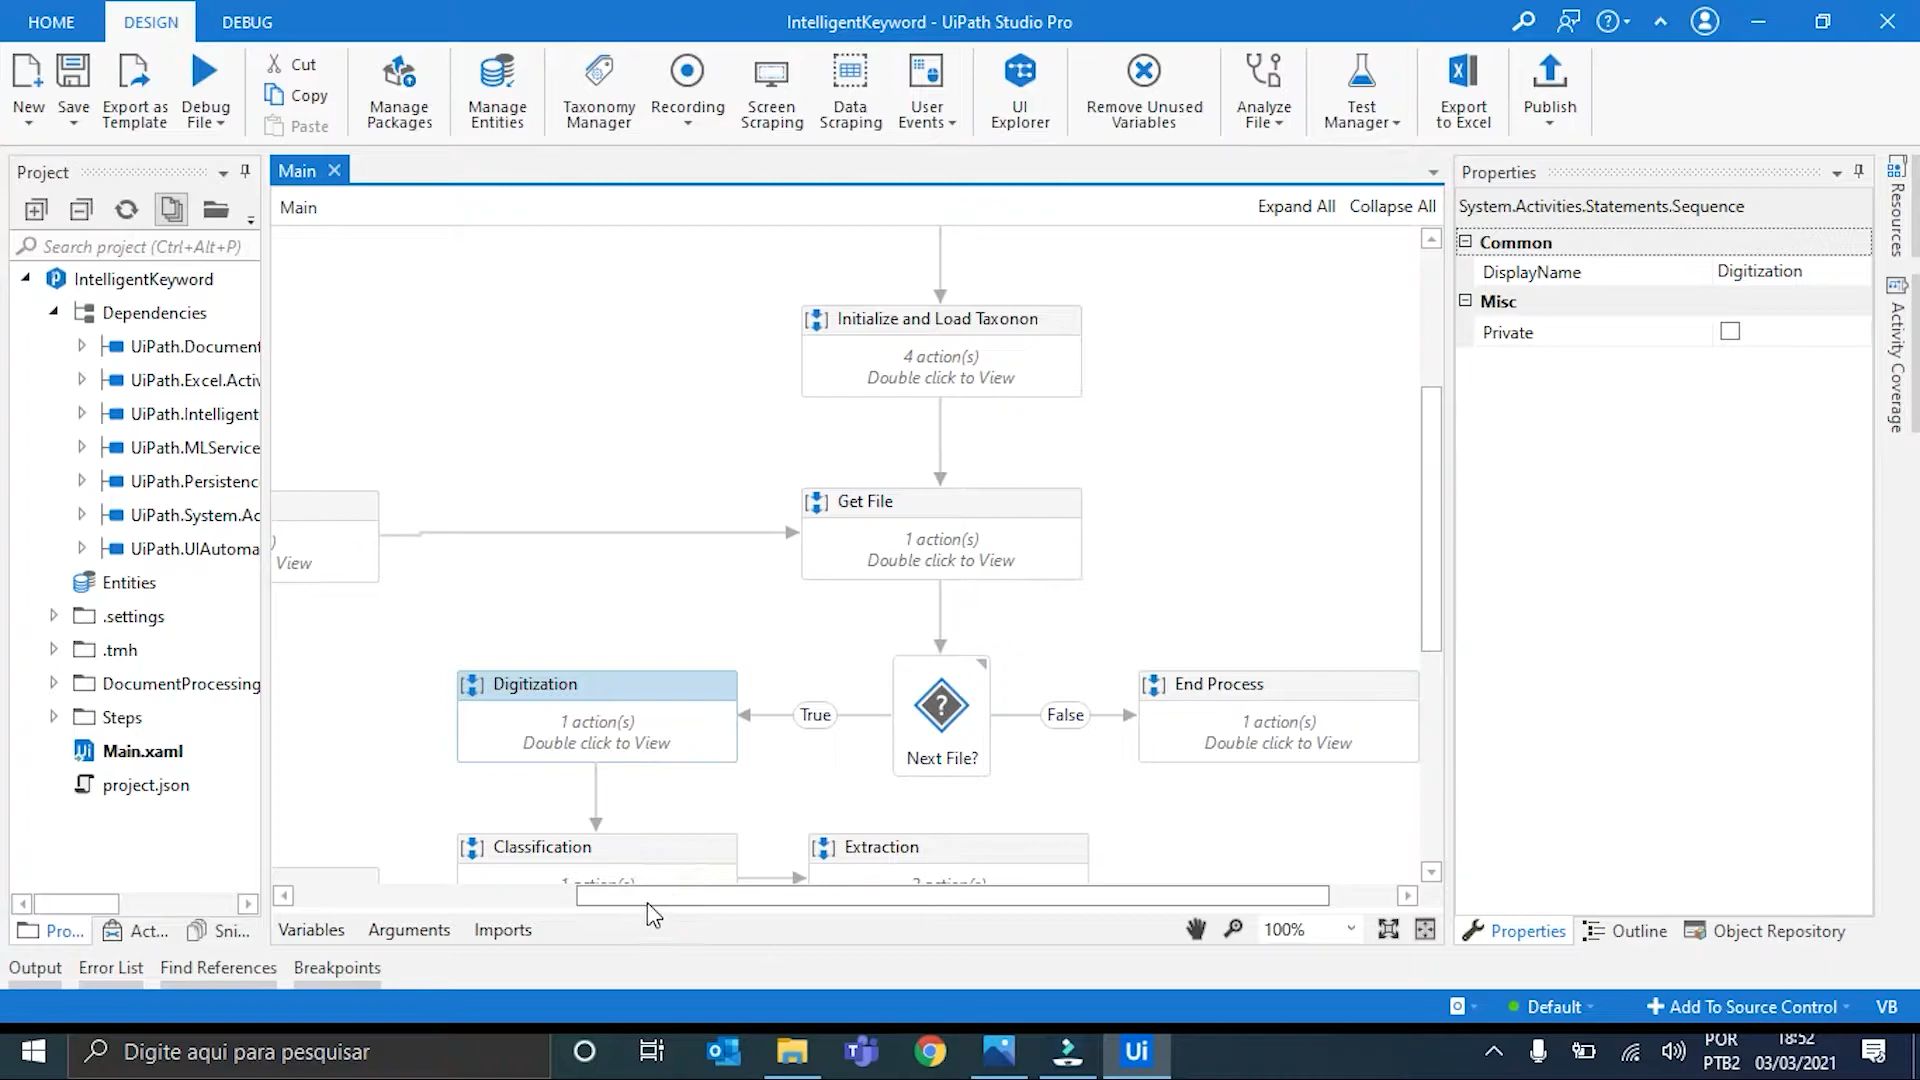 HOME DESIGN DEBUG IntelligentKeyword - UiPath Studio Pro
New Save Export as Template Debug File
Cut
Copy
Paste
Manage Packages
Manage Entities
Taxonomy Manager
Recording
Screen Scraping
Data Scraping
User Events
UI Explorer
Remove Unused Variables
Analyze File
Test Manager
Export to Excel
Publish
Project
Search project (Ctrl+Alt+P)
IntelligentKeyword
Dependencies
UiPath.Document
UiPath.Excel.Activ
UiPath.Intelligent
UiPath.MLService
UiPath.Persistenc
UiPath.System.Ac
UiPath.UIAutoma
Entities
.settings
.tmh
DocumentProcessing
Steps
Main.xaml
project.json
Pro... Act... Sni...
Main
Main Expand All Collapse All
Initialize and Load Taxonon
4 action(s)
Double click to View
Get File
1 action(s)
Double click to View
)
View
Digitization
1 action(s)
Double click to View
True
Next File?
False
End Process
1 action(s)
Double click to View
Classification
1 action(s)
Extraction
2 action(s)
Variables Arguments Imports 100%
Properties
System.Activities.Statements.Sequence
Common
DisplayName Digitization
Misc
Private
Properties Outline Object Repository
Resources
Activity Coverage
Output Error List Find References Breakpoints
Default Add To Source Control VB
Digite aqui para pesquisar
Ui
POR 18:52
PTB2 03/03/2021